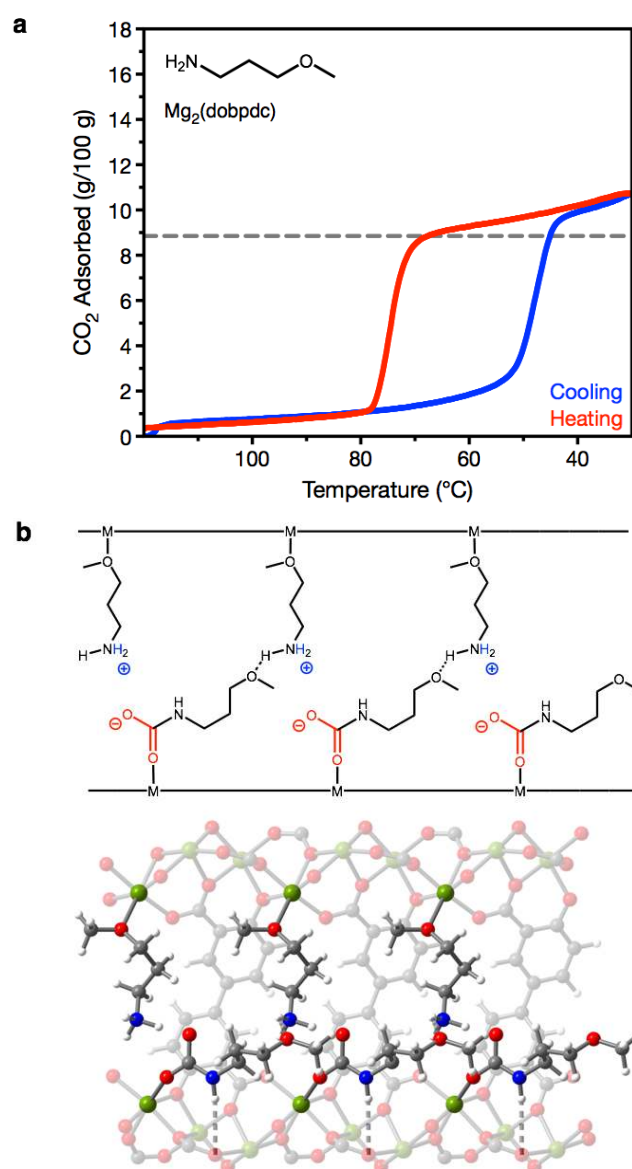 a
18
16
14
12
10
8
6
4
2
0
CO2 Adsorbed (g/100 g)
H2N
O
Mg2(dobpdc)
Cooling
Heating
100
80
60
40
Temperature (°C)
b
M M M
O O O
H NH2 H NH2 H NH2
⊕ ⊕ ⊕
O O O
H H H
⊖ O N ⊖ O N ⊖ O N
O O O
M M M